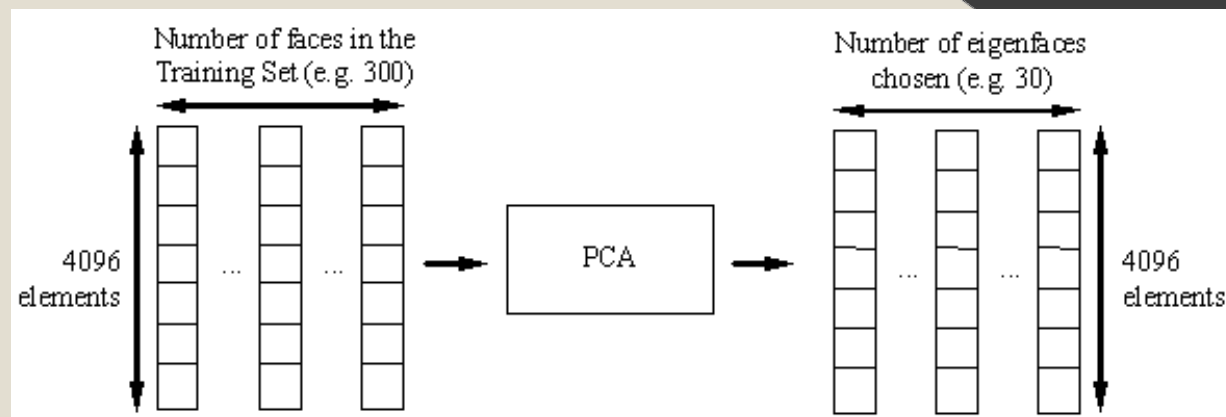 Number of faces in the
Training Set (e.g. 300)
Number of eigenfaces
chosen (e.g. 30)
4096
elements
...
...
PCA
...
...
4096
elements